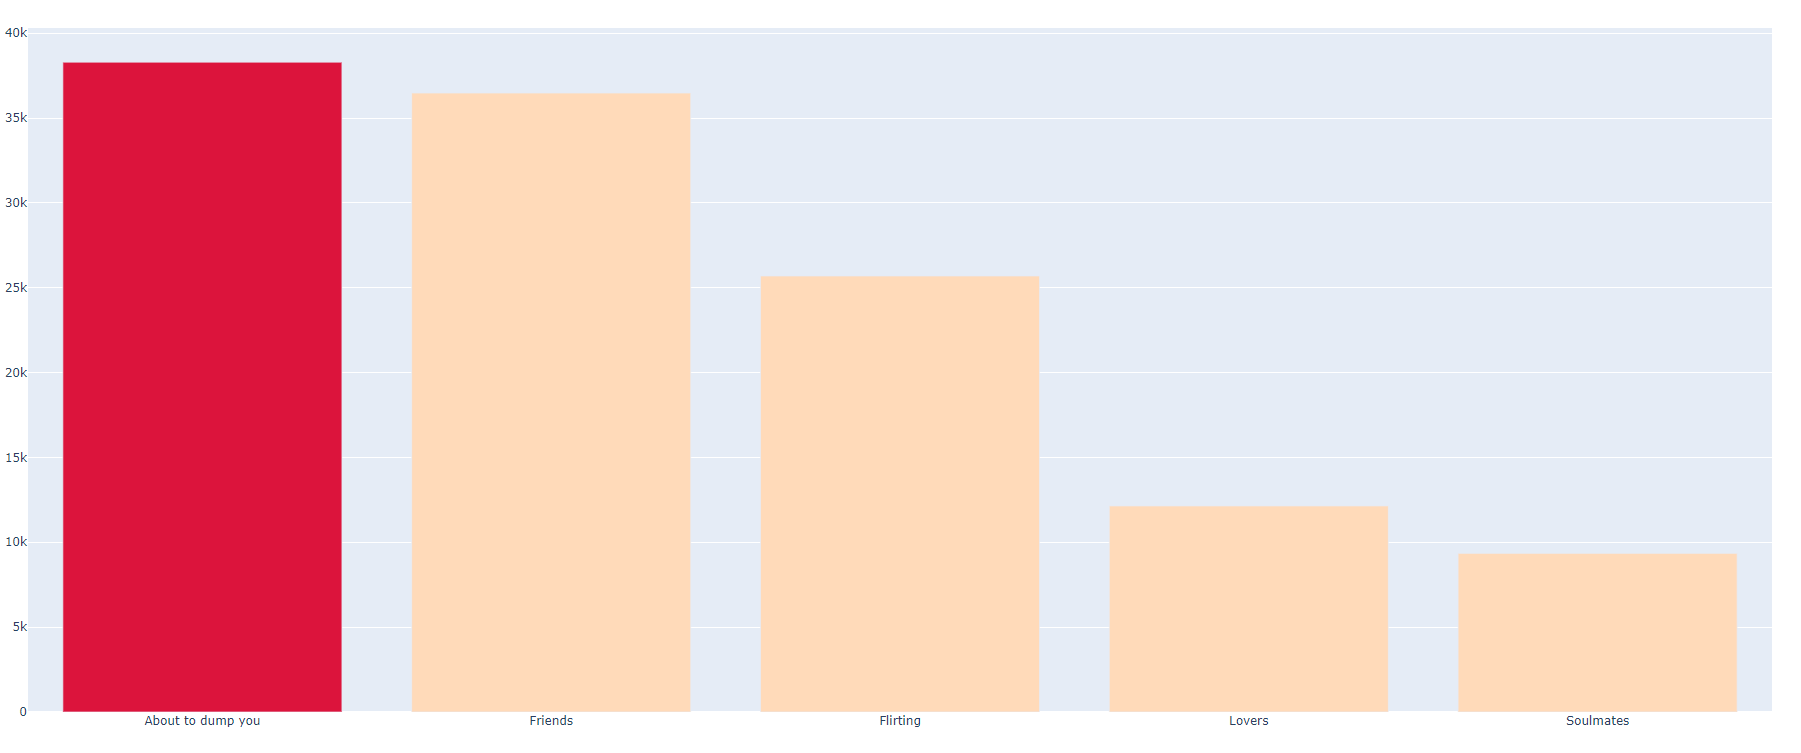 40k
35k
30k
25k
20k
15k
10k
5k
0
About to dump you Friends Flirting Lovers Soulmates